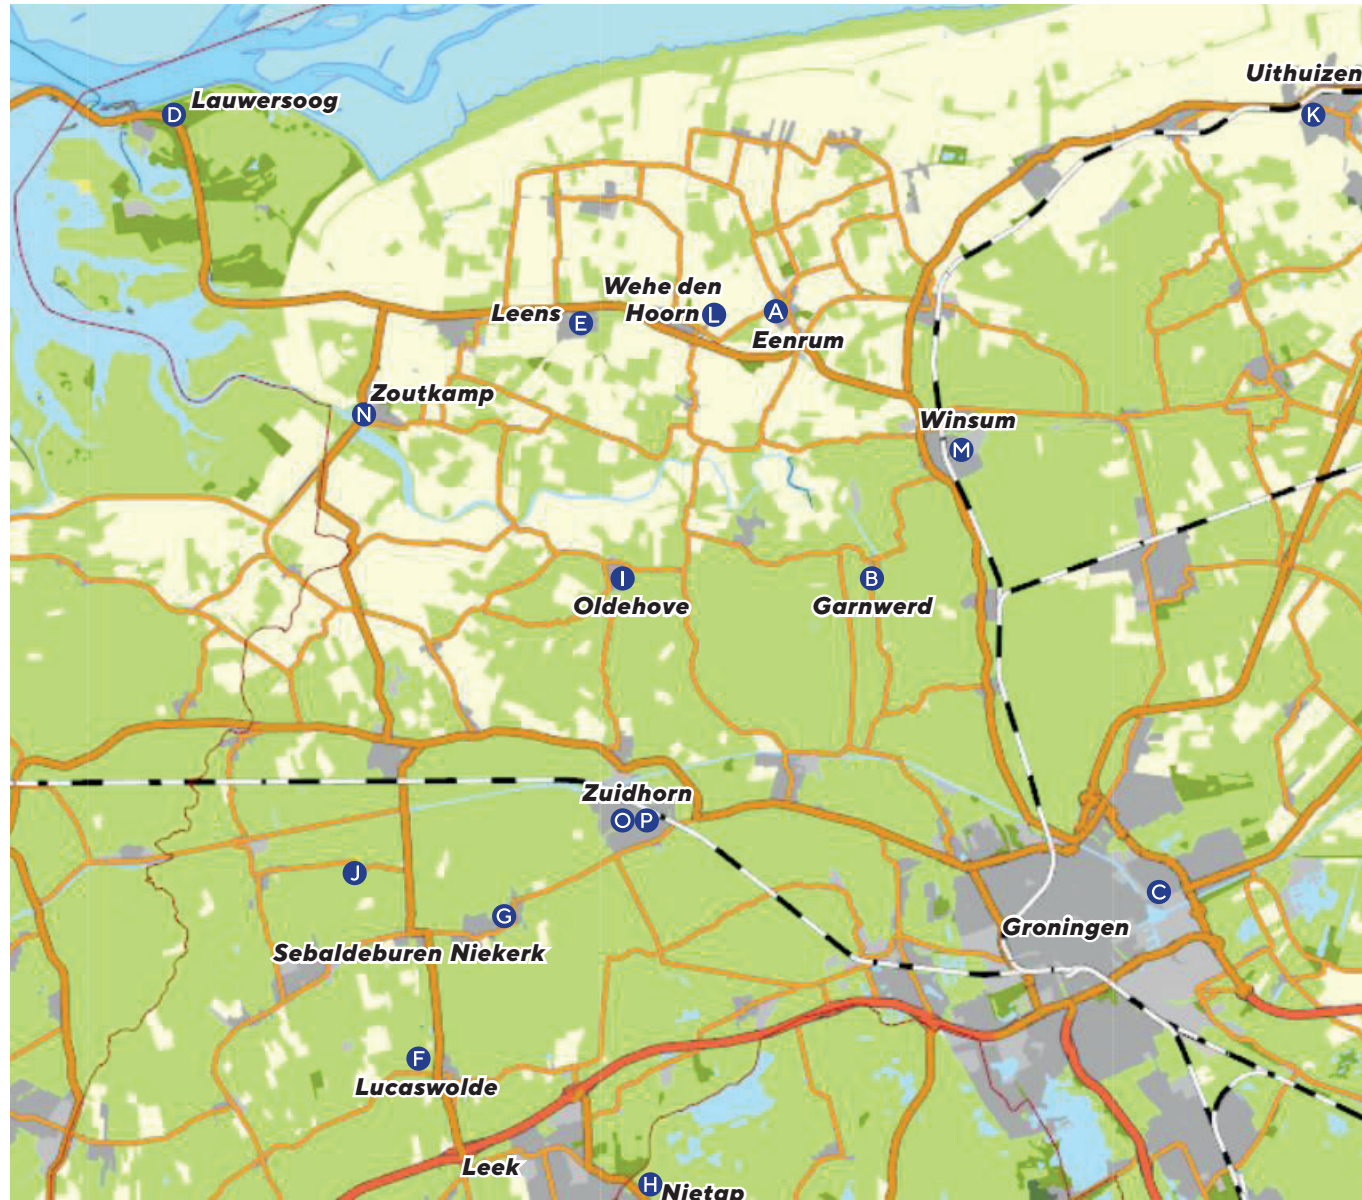 Uithuizen
K
D Lauwersoog
Wehe den
Hoorn L
A
Eenrum
Leens E
Zoutkamp
N
Winsum
M
I
Oldehove
B
Garnwerd
Zuidhorn
O P
J
G
C
Groningen
Sebaldeburen Niekerk
F
Lucaswolde
Leek
H Nietap